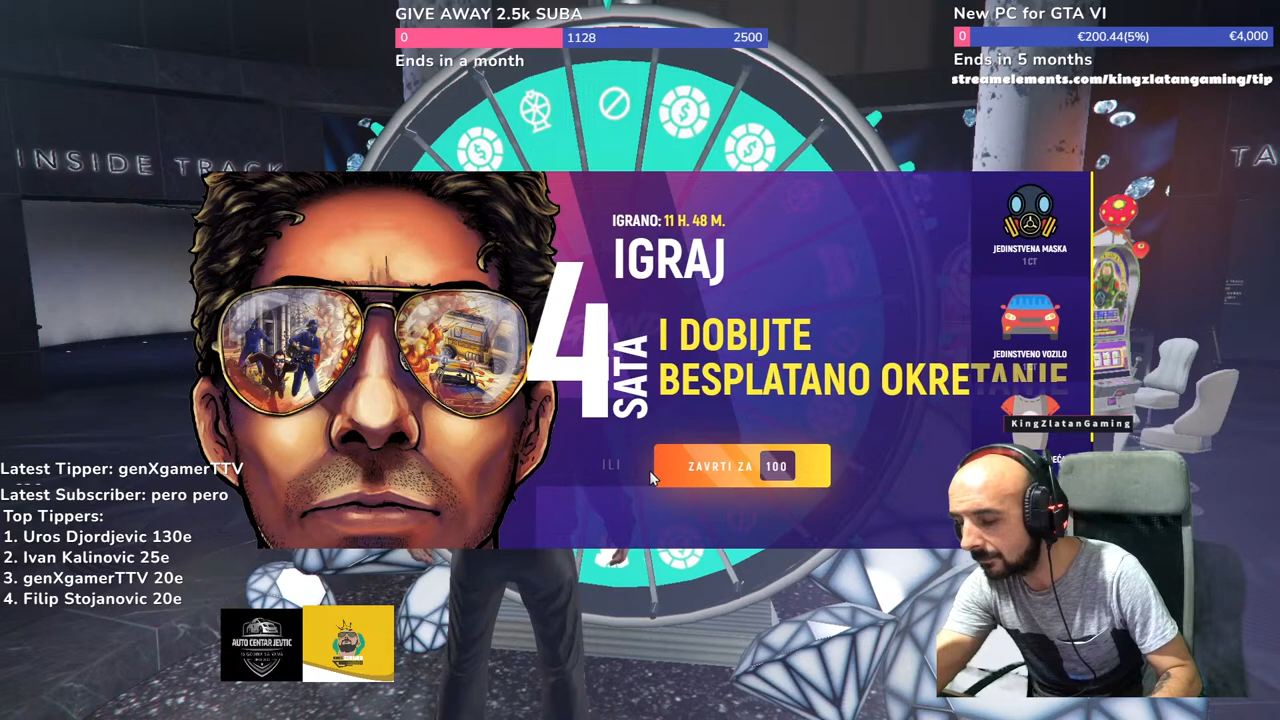 GIVE AWAY 2.5k SUBA
0 1128 2500
Ends in a month
New PC for GTA VI
0 €200.44(5%) €4,000
Ends in 5 months
streamelements.com/kingzlatangaming/tip
INSIDE TRACK
TA
IGRANO: 11 H. 48 M.
IGRAJ
4 SATA
I DOBIJTE
BESPLATANO OKRETANJE
ILI
ZAVRTI ZA 100
JEDINSTVENA MASKA
1 CT
JEDINSTVENO VOZILO
KingZlatanGaming
Latest Tipper: genXgamerTTV
Latest Subscriber: pero pero
Top Tippers:
1. Uros Djordjevic 130e
2. Ivan Kalinovic 25e
3. genXgamerTTV 20e
4. Filip Stojanovic 20e
AUTO CENTAR JEVTIC